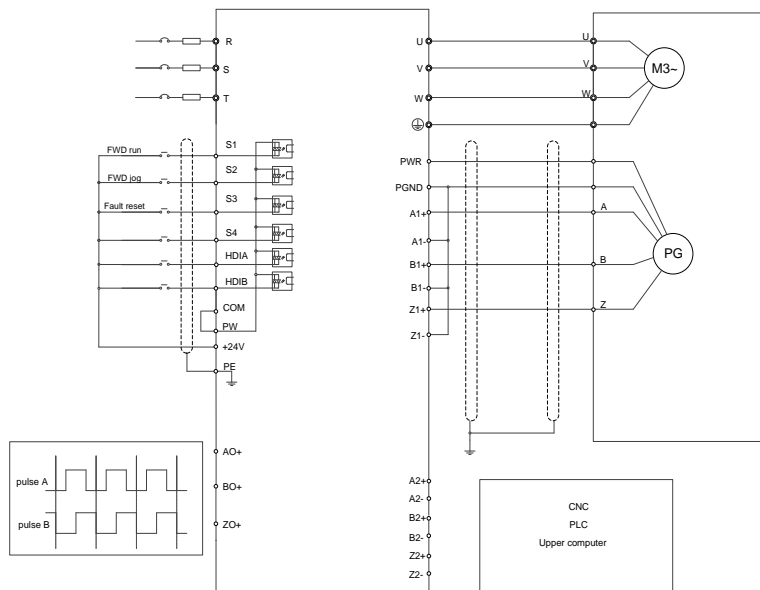 R
S
T
U
V
W
U
V
W
M3~
FWD run
S1
FWD jog
S2
Fault reset
S3
S4
HDIA
HDIB
COM
PW
+24V
PE
PWR
PGND
A1+
A1-
B1+
B1-
Z1+
Z1-
A
B
Z
PG
pulse A
pulse B
AO+
BO+
ZO+
A2+
A2-
B2+
B2-
Z2+
Z2-
CNC
PLC
Upper computer